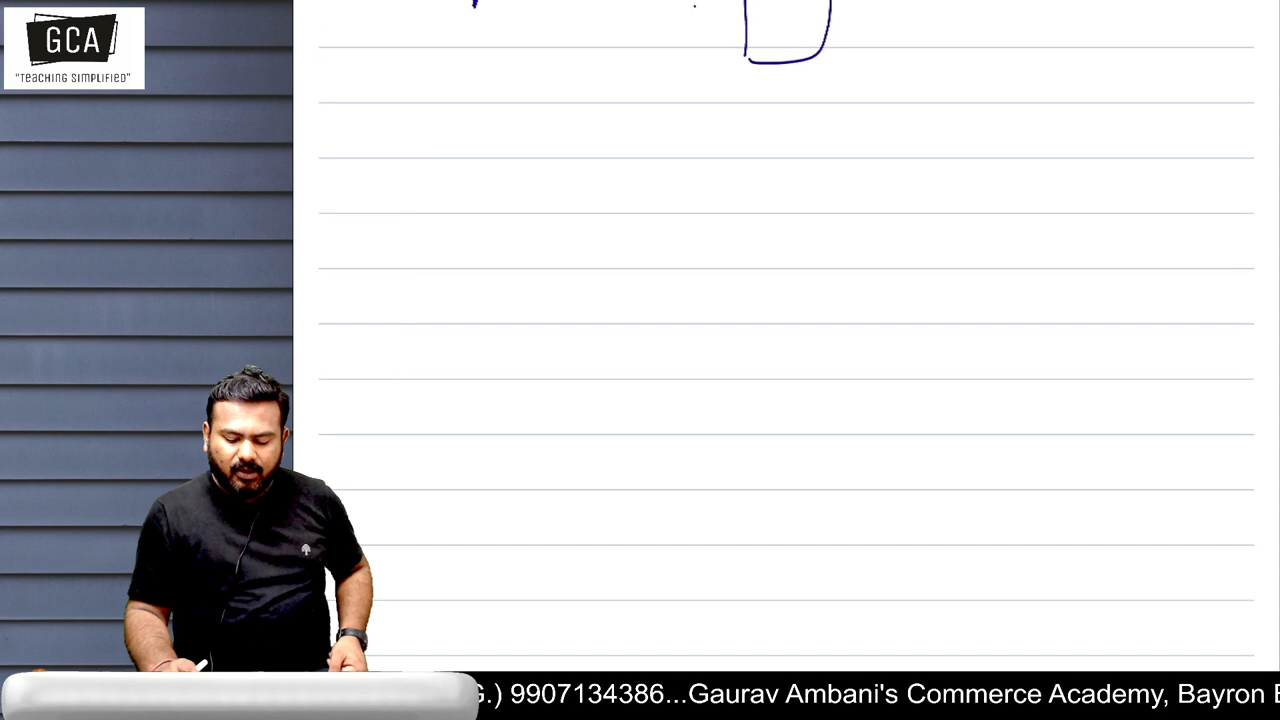 GCA
"TEACHING SIMPLIFIED"
G.) 9907134386...Gaurav Ambani's Commerce Academy, Bayron